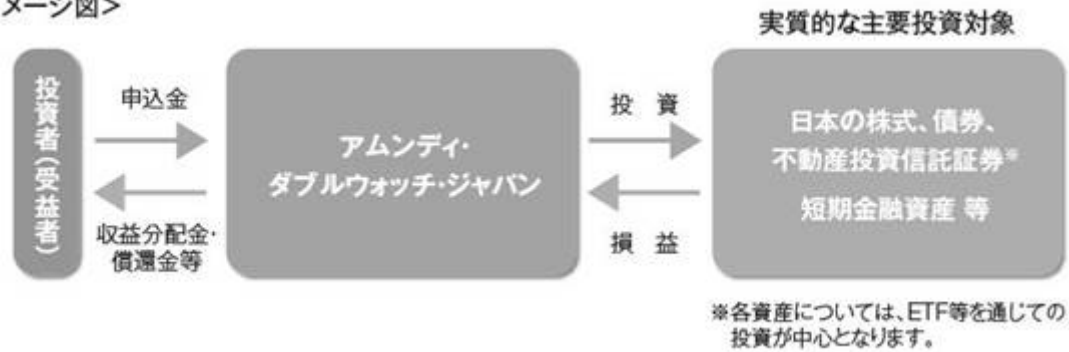 メージ図>
実質的な主要投資対象
投資者(受益者)
申込金
収益分配金・
償還金等
アムンディ・
ダブルウォッチ・ジャパン
投 資
損 益
日本の株式、債券、
不動産投資信託証券※
短期金融資産 等
※各資産については、ETF等を通じての
投資が中心となります。